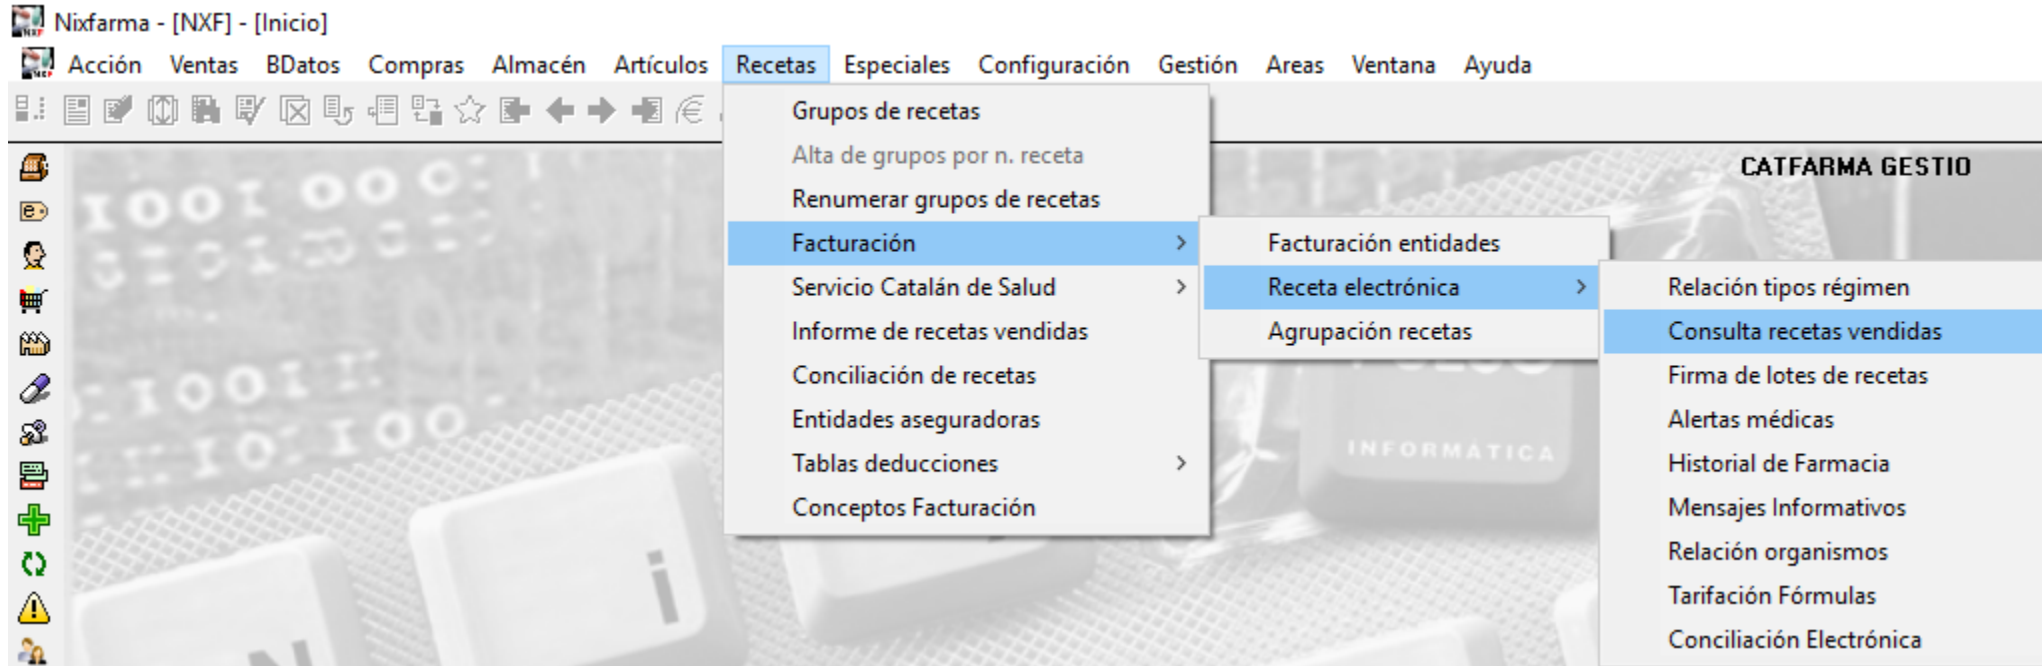 Nixfarma - [NXF] - [Inicio]
Acción Ventas BDatos Compras Almacén Artículos Recetas Especiales Configuración Gestión Areas Ventana Ayuda
Grupos de recetas
Alta de grupos por n. receta
Renumerar grupos de recetas
Facturación
Servicio Catalán de Salud
Informe de recetas vendidas
Conciliación de recetas
Entidades aseguradoras
Tablas deducciones
Conceptos Facturación
Facturación entidades
Receta electrónica
Agrupación recetas
CATFARMA GESTIO
Relación tipos régimen
Consulta recetas vendidas
Firma de lotes de recetas
Alertas médicas
Historial de Farmacia
Mensajes Informativos
Relación organismos
Tarifación Fórmulas
Conciliación Electrónica
INFORMÁTICA
i
N